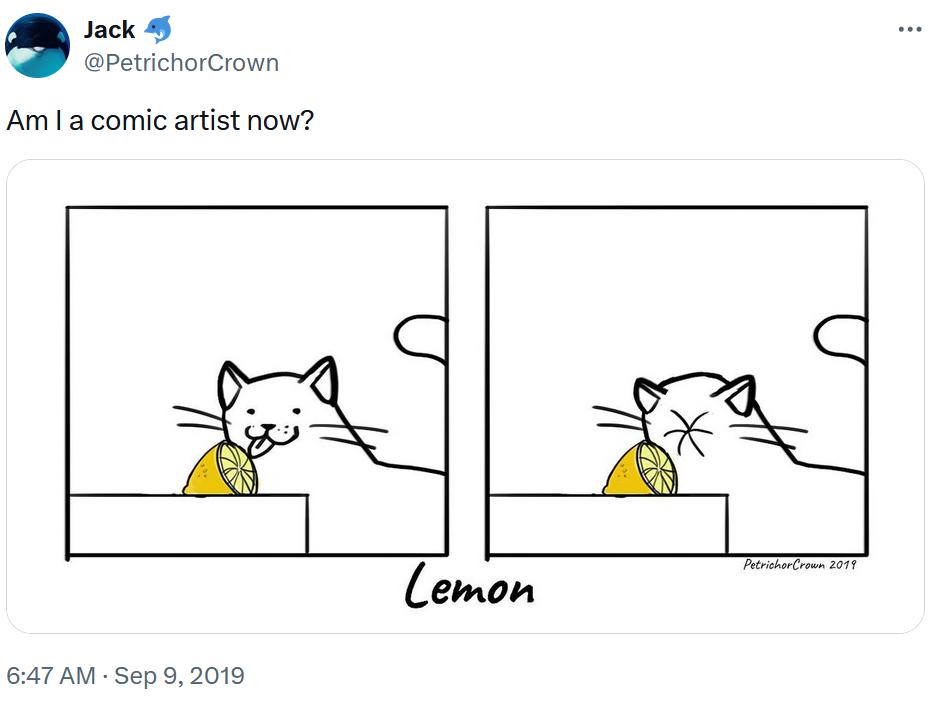 Jack 🐬
@PetrichorCrown
Am I a comic artist now?
PetrichorCrown 2019
Lemon
6:47 AM · Sep 9, 2019